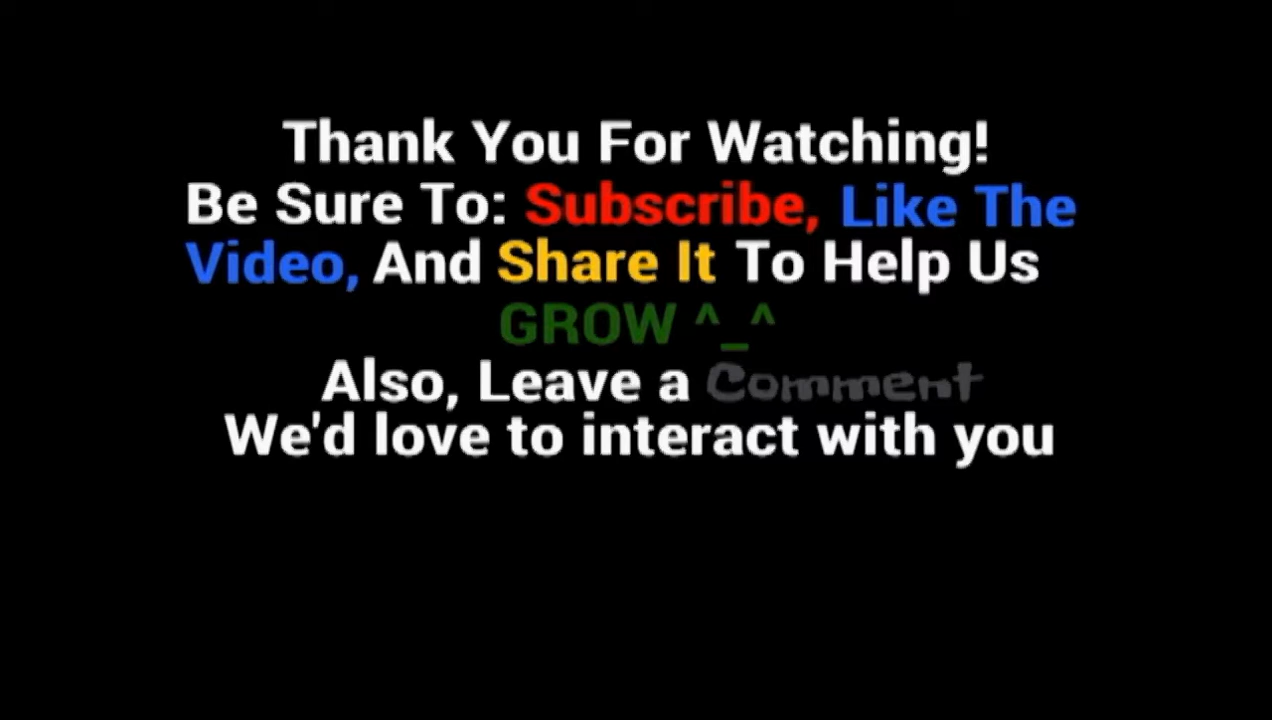 Thank You For Watching!
Be Sure To: Subscribe, Like The
Video, And Share It To Help Us
GROW ^_^
Also, Leave a Comment
We'd love to interact with you